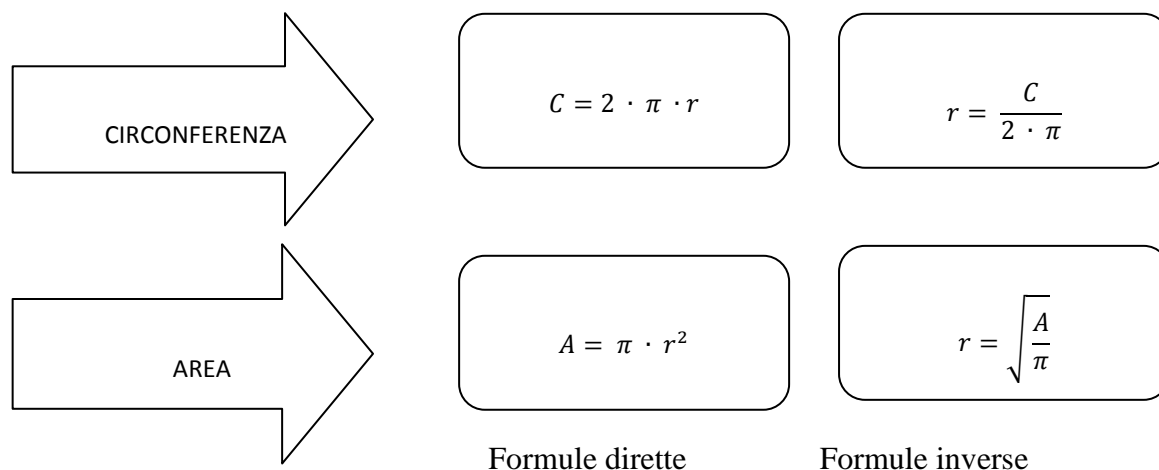 CIRCONFERENZA
C = 2 · π · r
r = C / (2 · π)
AREA
A = π · r²
r = √(A/π)
Formule dirette
Formule inverse